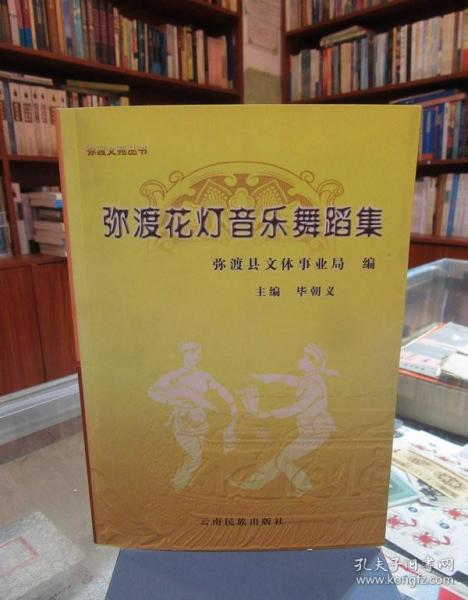 弥渡文苑丛书
弥渡花灯音乐舞蹈集
弥渡县文体事业局 编
主编 毕朝义
云南民族出版社
孔夫子旧书网
www.kongfz.com